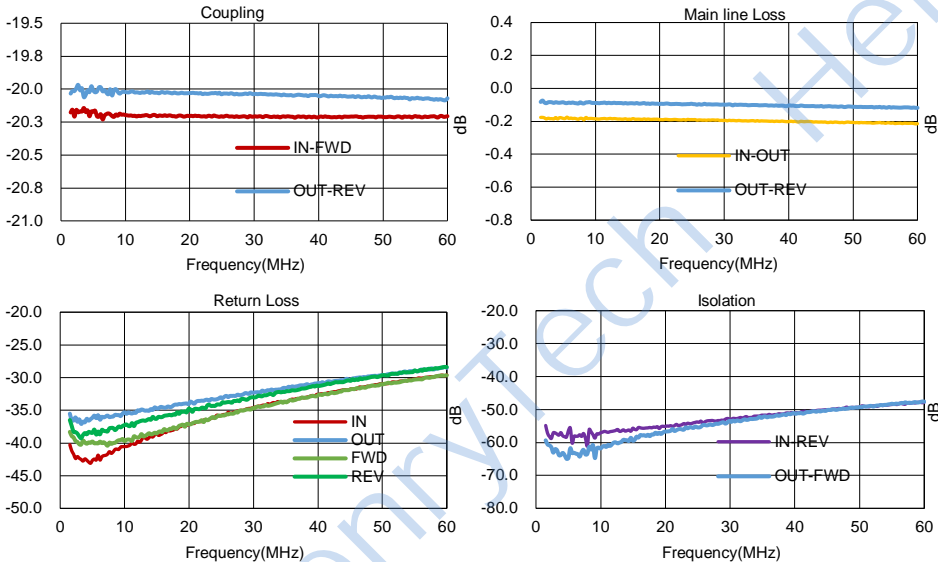 Coupling
-19.5
-19.8
-20.0
-20.3
-20.5
-20.8
-21.0
dB
IN-FWD
OUT-REV
0 10 20 30 40 50 60
Frequency(MHz)
Main line Loss
0.4
0.2
0.0
-0.2
-0.4
-0.6
-0.8
dB
IN-OUT
OUT-REV
0 10 20 30 40 50 60
Frequency(MHz)
Return Loss
-20.0
-25.0
-30.0
-35.0
-40.0
-45.0
-50.0
dB
IN
OUT
FWD
REV
0 10 20 30 40 50 60
Frequency(MHz)
Isolation
-20.0
-30.0
-40.0
-50.0
-60.0
-70.0
-80.0
dB
IN-REV
OUT-FWD
0 10 20 30 40 50 60
Frequency(MHz)
enryTech Hen